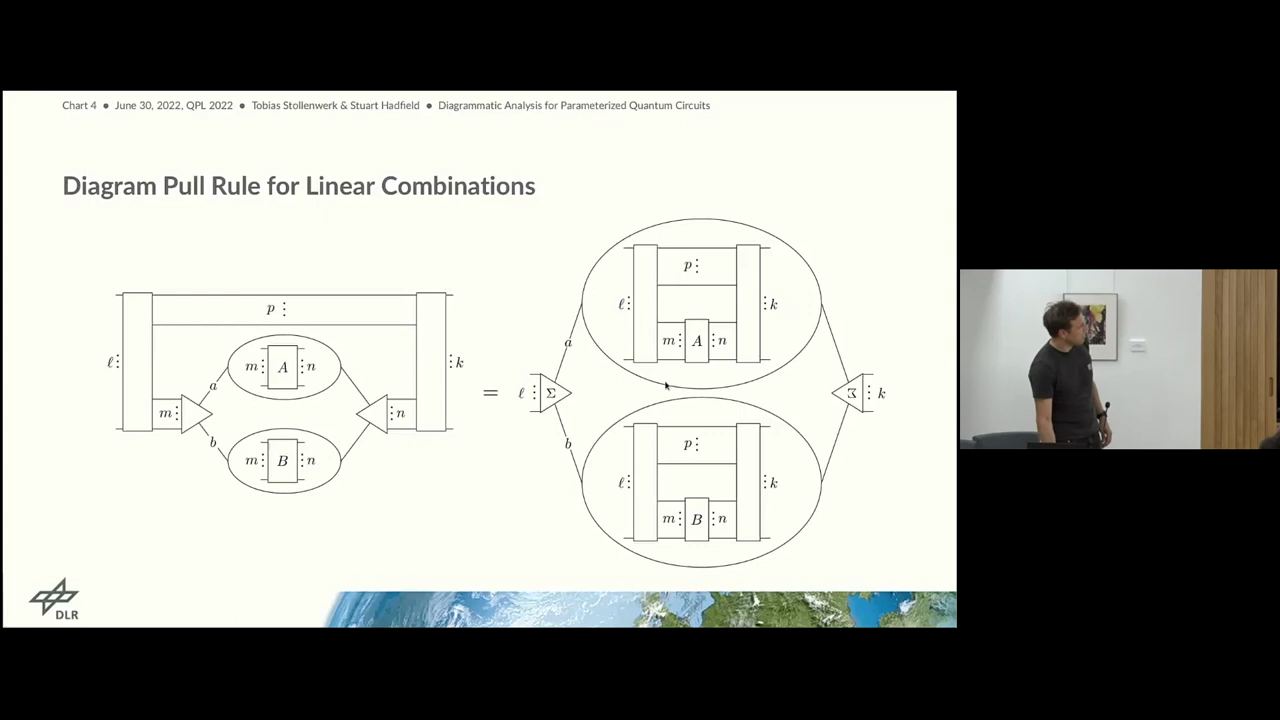 Chart 4 • June 30, 2022, QPL 2022 • Tobias Stollenwerk & Stuart Hadfield • Diagrammatic Analysis for Parameterized Quantum Circuits
Diagram Pull Rule for Linear Combinations
p ⋮
ℓ ⋮
m ⋮ A ⋮ n
⋮ k
a
m ⋮
⋮ n
b
m ⋮ B ⋮ n
=
p ⋮
ℓ ⋮
⋮ k
m ⋮ A ⋮ n
a
ℓ ⋮ Σ
Σ ⋮ k
b
p ⋮
ℓ ⋮
⋮ k
m ⋮ B ⋮ n
DLR